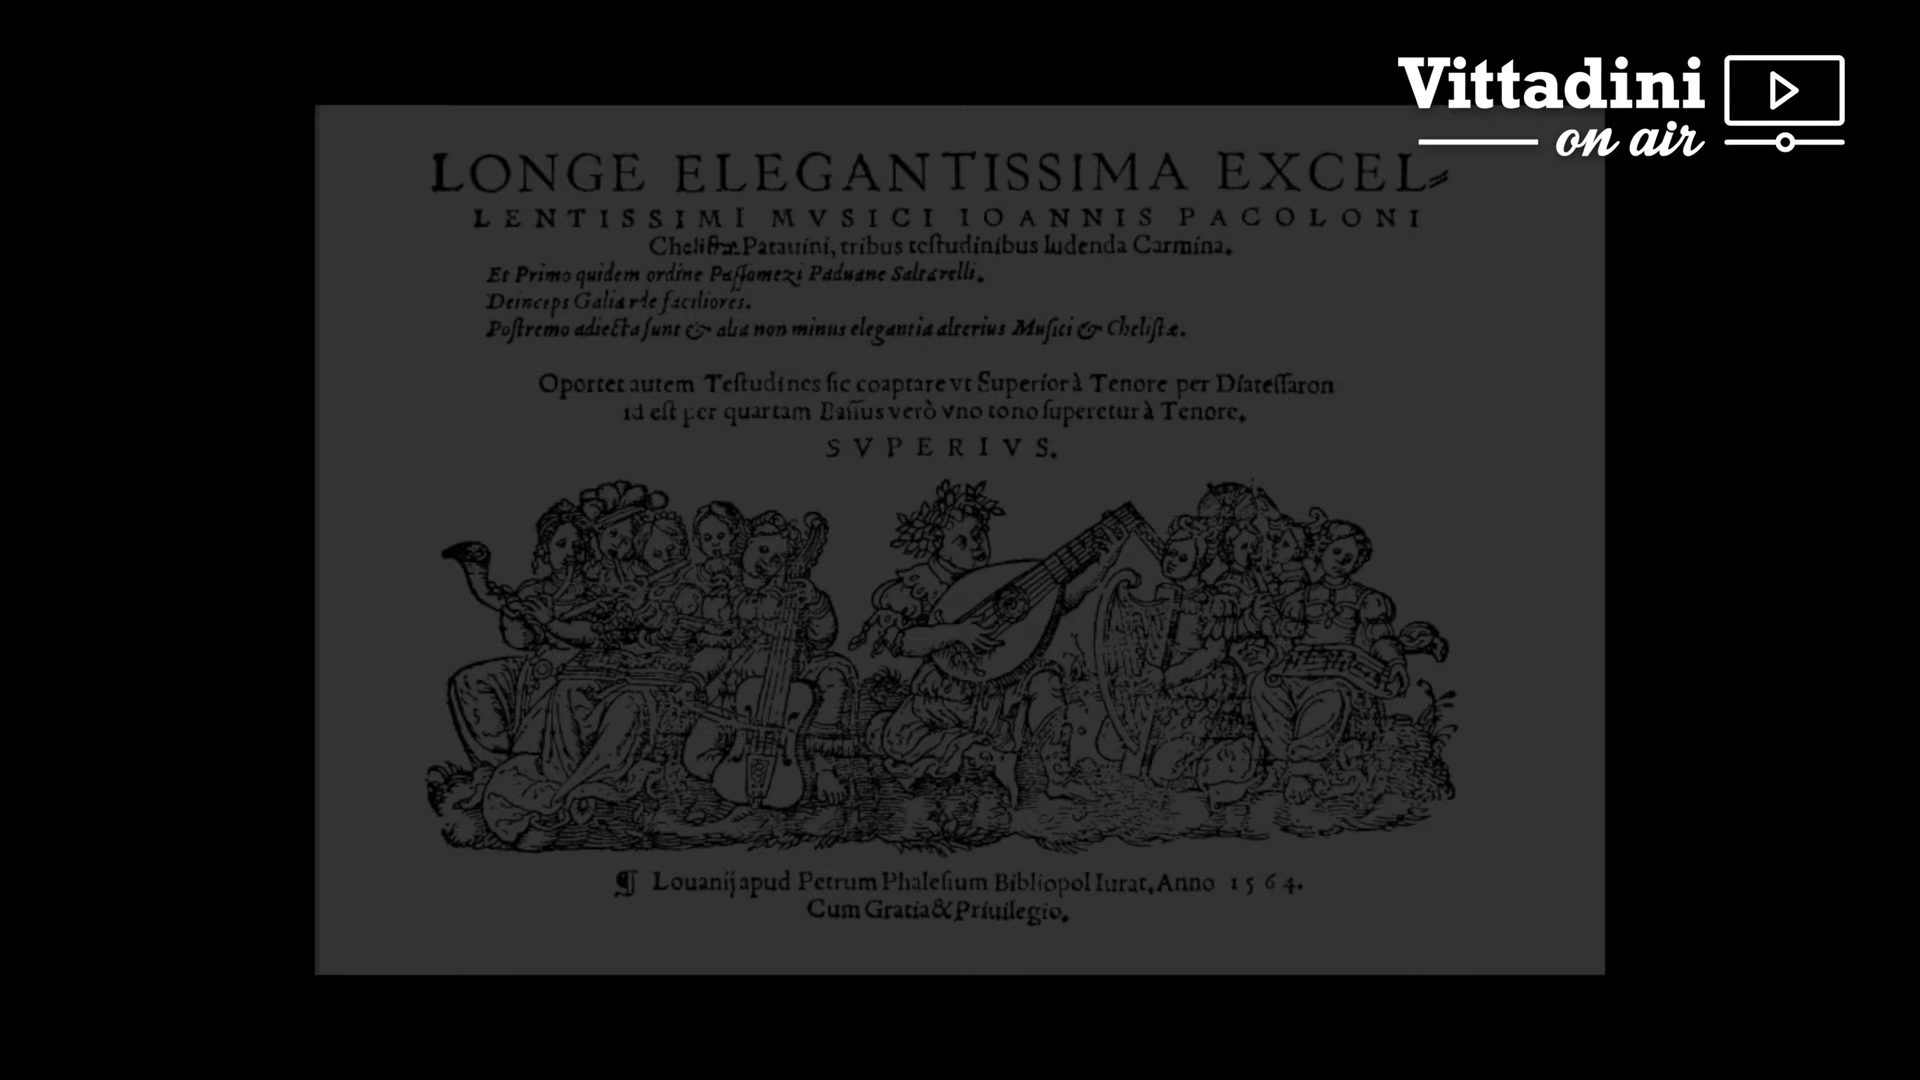 Vittadini
on air
LONGE ELEGANTISSIMA EXCEL⸗
LENTISSIMI MVSICI IOANNIS PACOLONI
Cheliſtæ Patauini, tribus teſtudinibus ludenda Carmina.
Et Primo quidem ordine Paſſomezi Paduane Saltarelli.
Deinceps Galiarde faciliores.
Poſtremo adiecta ſunt & alia non minus elegantia alterius Muſici & Cheliſtæ.
Oportet autem Teſtudines ſic coaptare vt Superior à Tenore per Diateſſaron
id eſt per quartam Baſſus verò vno tono ſuperetur à Tenore.
SVPERIVS.
¶ Louanij apud Petrum Phaleſium Bibliopol Iurat. Anno 1564.
Cum Gratia & Priuilegio.